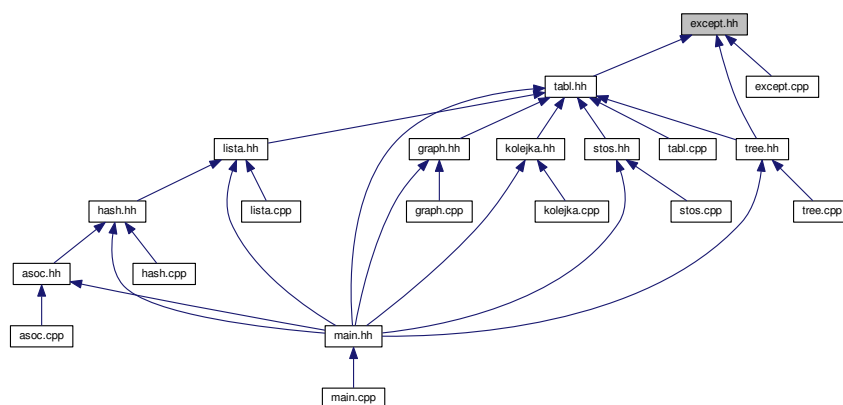 except.hh
tabl.hh
except.cpp
lista.hh
graph.hh
kolejka.hh
stos.hh
tabl.cpp
tree.hh
hash.hh
lista.cpp
graph.cpp
kolejka.cpp
stos.cpp
tree.cpp
asoc.hh
hash.cpp
asoc.cpp
main.hh
main.cpp